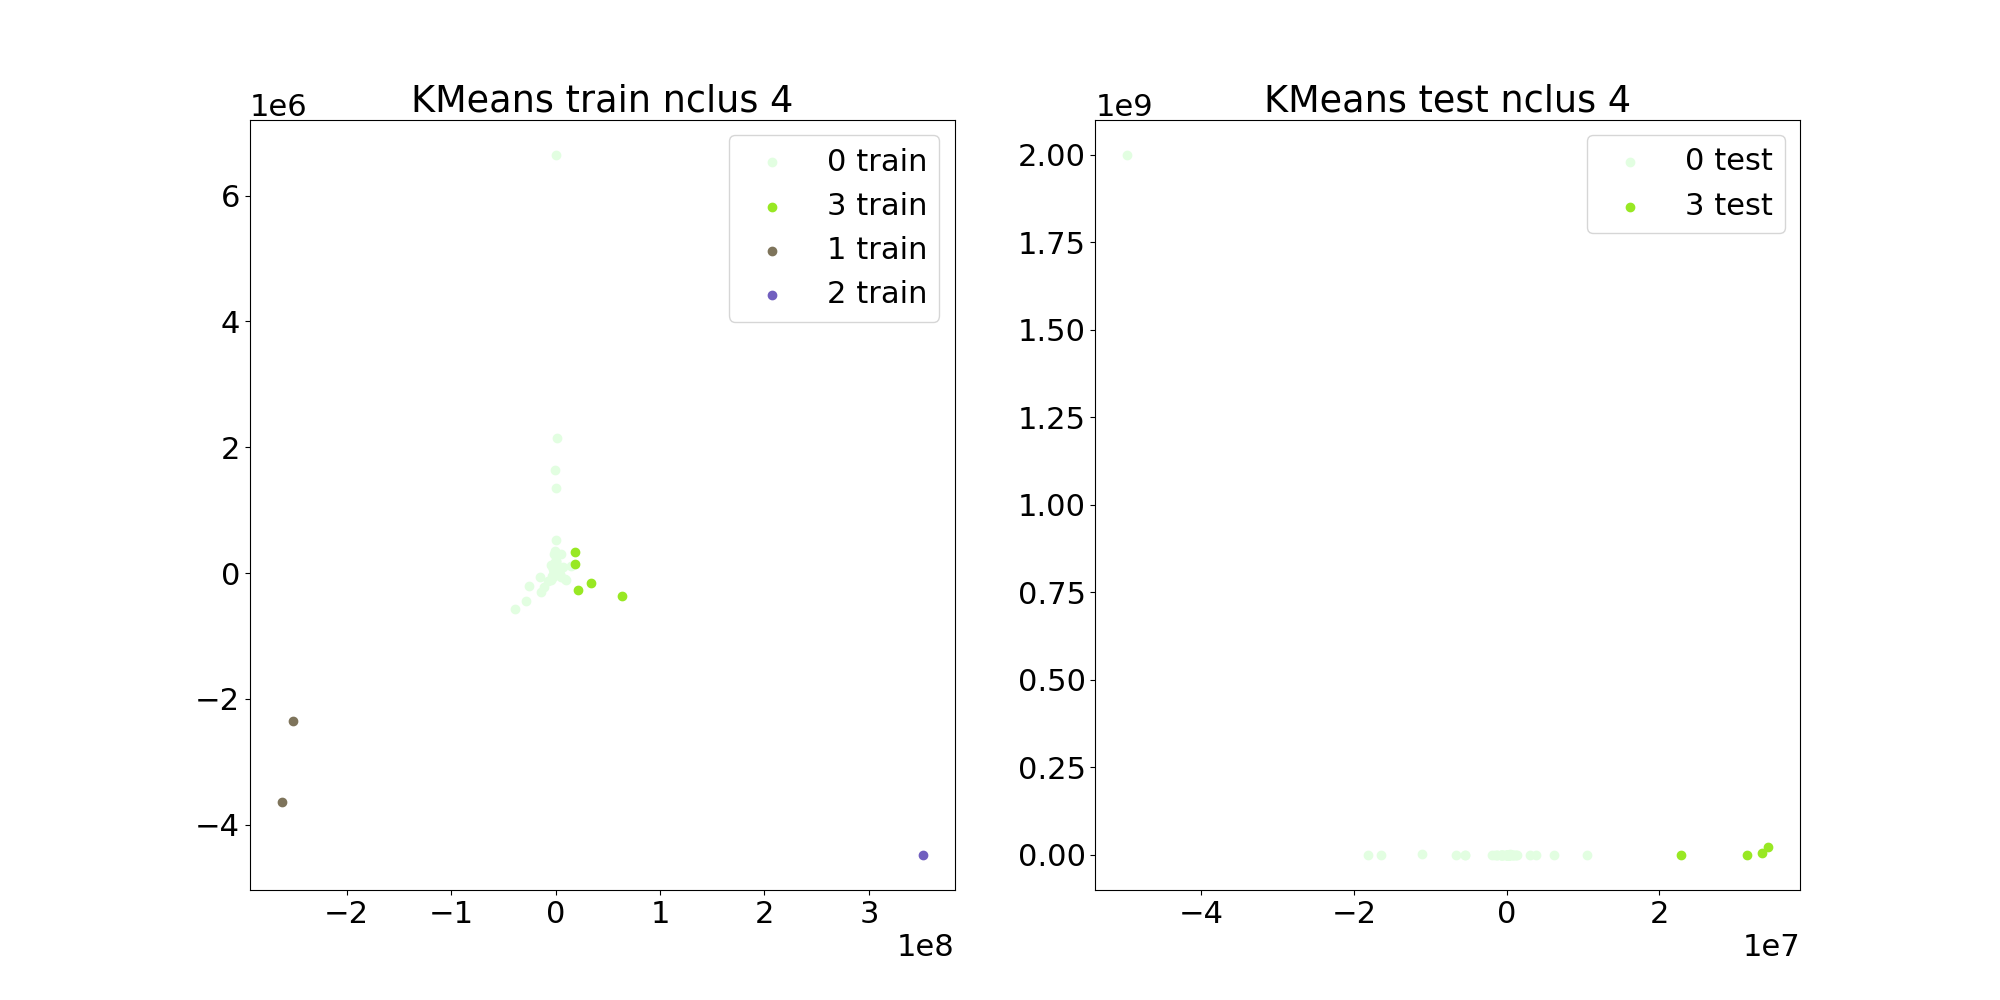 KMeans train nclus 4
1e6
0 train
3 train
1 train
2 train
6
4
2
0
−2
−4
−2 −1 0 1 2 3
1e8
KMeans test nclus 4
1e9
0 test
3 test
2.00
1.75
1.50
1.25
1.00
0.75
0.50
0.25
0.00
−4 −2 0 2
1e7